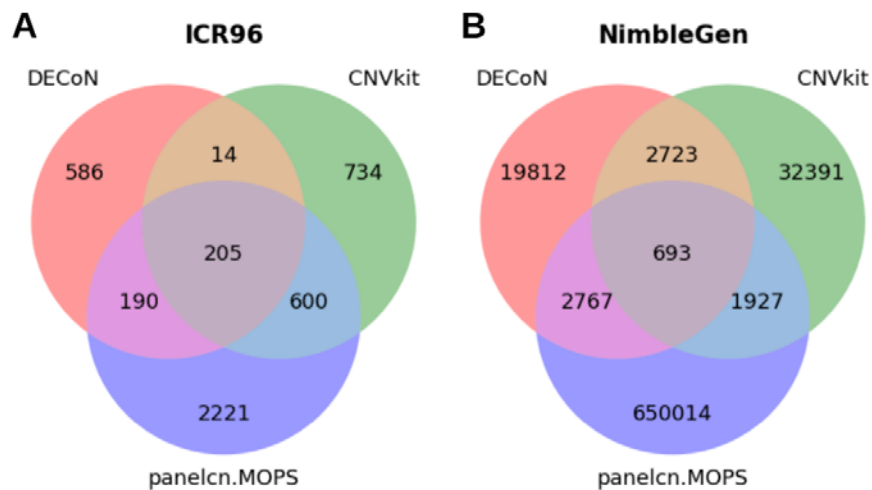 A
ICR96
DECoN
CNVkit
586
14
734
205
190
600
2221
panelcn.MOPS
B
NimbleGen
DECoN
CNVkit
19812
2723
32391
693
2767
1927
650014
panelcn.MOPS